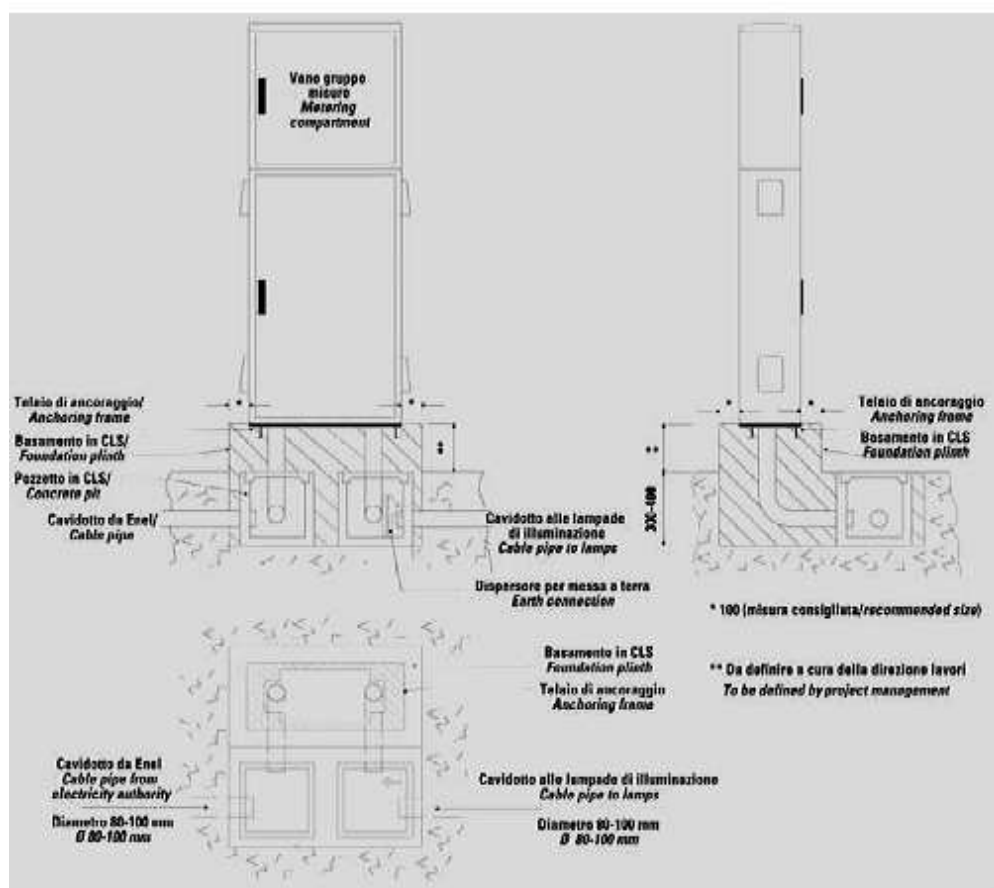 Vano gruppo
misura
Metering
compartment
Telaio di ancoraggio/
Anchoring frame
Basamento in CLS/
Foundation plinth
Pozzetto in CLS/
Concrete pit
Cavidotto da Enel/
Cable pipe
*
*
**
Cavidotto alle lampade
di illuminazione
Cable pipe to lamps
Dispersore per messa a terra
Earth connection
*
*
**
300-400
Telaio di ancoraggio
Anchoring frame
Basamento in CLS
Foundation plinth
* 100 (misura consigliata/recommended size)
** Da definire a cura della direzione lavori
To be defined by project management
Basamento in CLS
Foundation plinth
Telaio di ancoraggio
Anchoring frame
Cavidotto da Enel
Cable pipe from
electricity authority
Diametro 80-100 mm
Ø 80-100 mm
Cavidotto alle lampade di illuminazione
Cable pipe to lamps
Diametro 80-100 mm
Ø 80-100 mm